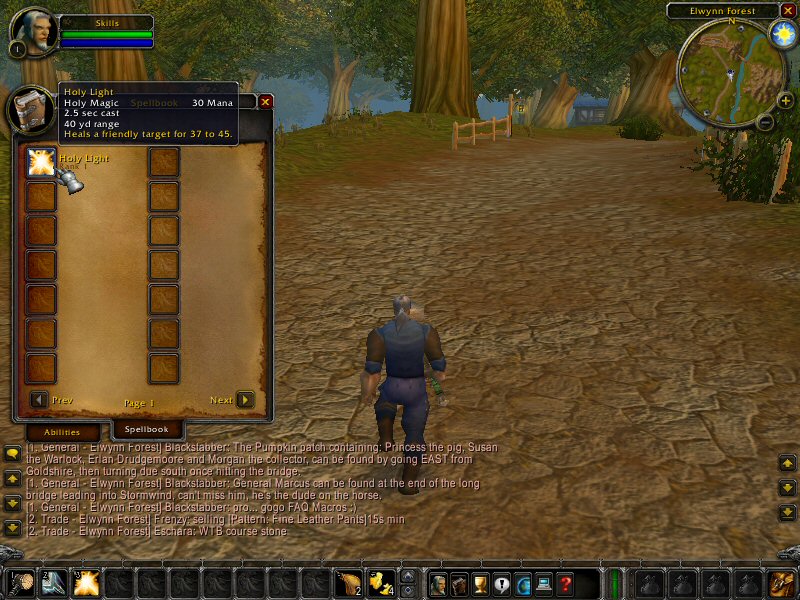 Skills
1
Elwynn Forest
N
Holy Light
Holy Magic Spellbook 30 Mana
2.5 sec cast
40 yd range
Heals a friendly target for 37 to 45.
Holy Light
Rank 1
Prev Page 1 Next
Abilities Spellbook
[1. General - Elwynn Forest] Blackstabber: The Pumpkin patch containing: Princess the pig, Susan
the Warlock, Erlan Drudgemoore and Morgan the collector, can be found by going EAST from
Goldshire, then turning due south once hitting the bridge.
[1. General - Elwynn Forest] Blackstabber: General Marcus can be found at the end of the long
bridge leading into Stormwind, can't miss him, he's the dude on the horse.
[1. General - Elwynn Forest] Blackstabber: pro... gogo FAQ Macros :)
[2. Trade - Elwynn Forest] Frenzy: selling [Pattern: Fine Leather Pants]15s min
[2. Trade - Elwynn Forest] Eschara: WTB course stone
2 3 2 4